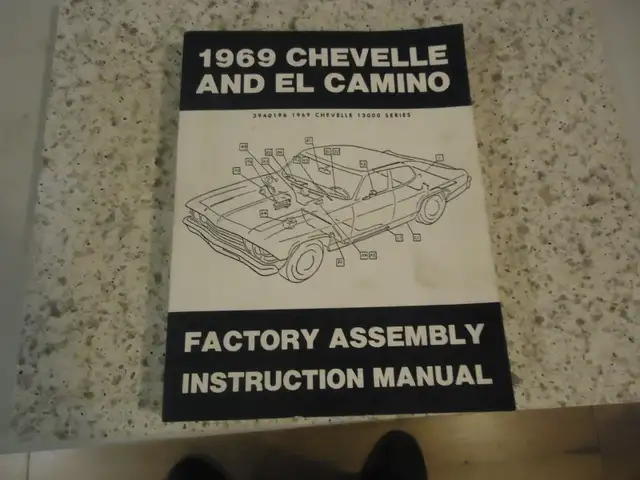 1969 CHEVELLE
AND EL CAMINO
3940196 1969 CHEVELLE 13000 SERIES
FACTORY ASSEMBLY
INSTRUCTION MANUAL